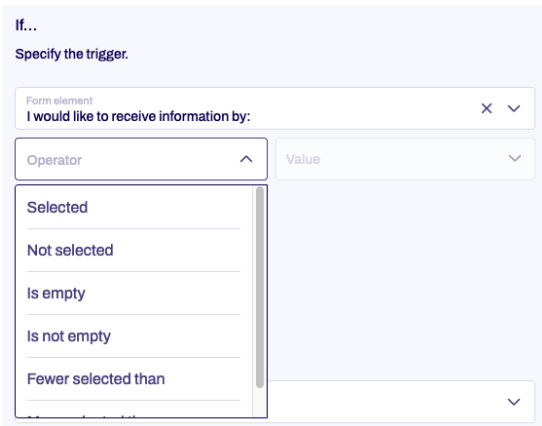 If...
Specify the trigger.
Form element
I would like to receive information by:
Operator
Value
Selected
Not selected
Is empty
Is not empty
Fewer selected than